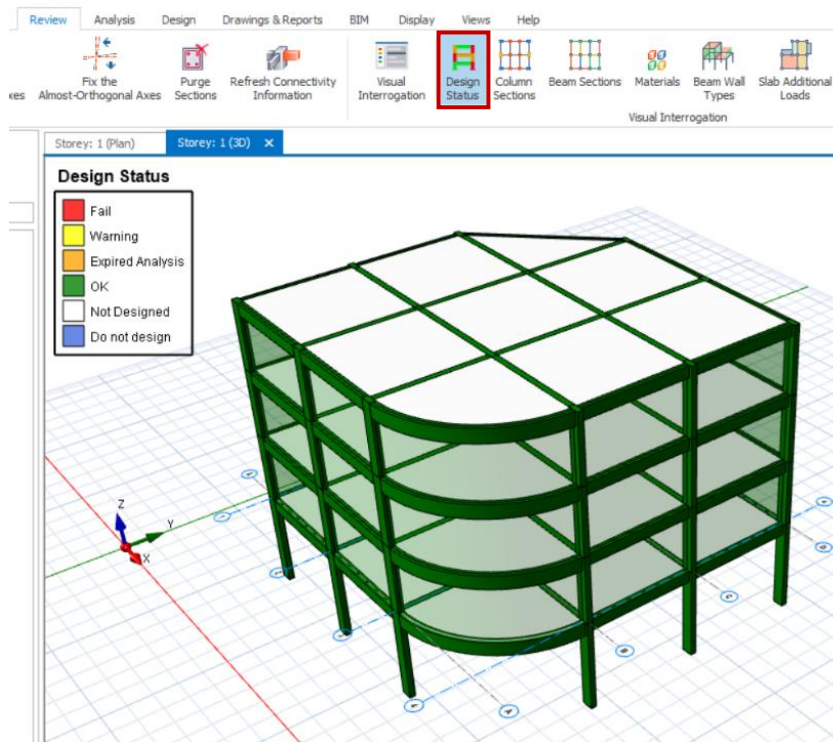 Review Analysis Design Drawings & Reports BIM Display Views Help
xes
Fix the
Almost-Orthogonal Axes
Purge
Sections
Refresh Connectivity
Information
Visual
Interrogation
Design
Status
Column
Sections
Beam Sections
Materials
Beam Wall
Types
Slab Additional
Loads
Visual Interrogation
Storey: 1 (Plan)
Storey: 1 (3D) ✕
Design Status
Fail
Warning
Expired Analysis
OK
Not Designed
Do not design
Z
Y
X